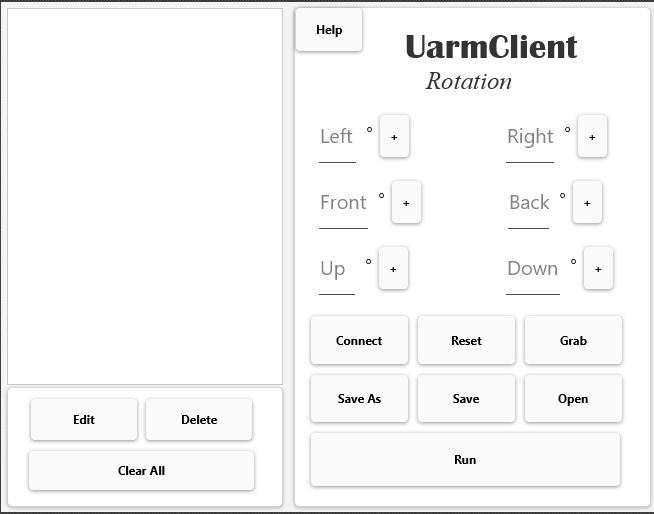 Help
UarmClient
Rotation
Left ° + Right ° +
Front ° + Back ° +
Up ° + Down ° +
Connect Reset Grab
Save As Save Open
Run
Edit Delete
Clear All